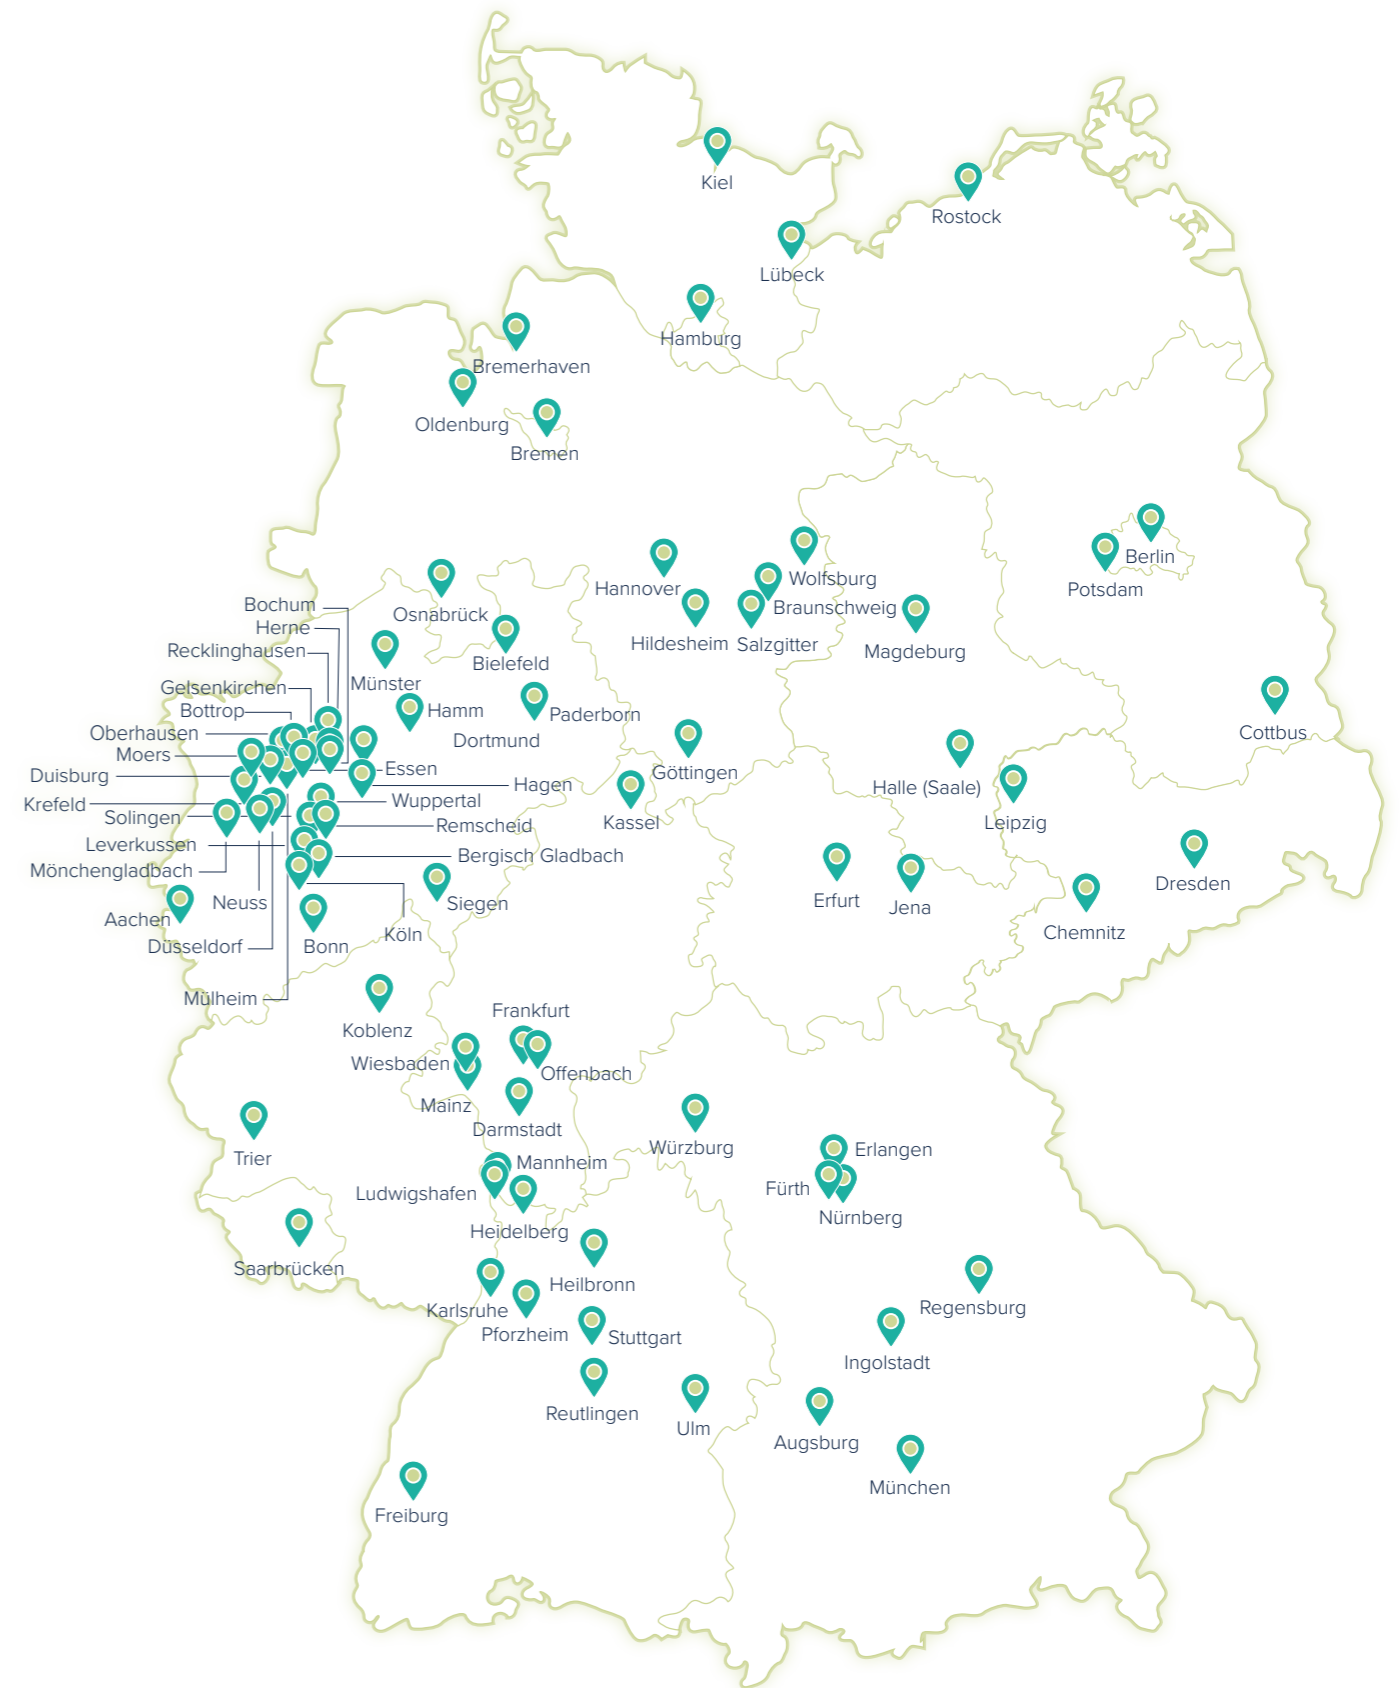 Kiel
Rostock
Lübeck
Hamburg
Bremerhaven
Oldenburg
Bremen
Berlin
Potsdam
Wolfsburg
Hannover
Braunschweig
Osnabrück
Hildesheim
Salzgitter
Magdeburg
Bochum
Herne
Recklinghausen
Bielefeld
Münster
Gelsenkirchen
Bottrop
Hamm
Paderborn
Oberhausen
Dortmund
Cottbus
Moers
Essen
Göttingen
Duisburg
Hagen
Halle (Saale)
Krefeld
Wuppertal
Solingen
Kassel
Leipzig
Remscheid
Leverkussen
Bergisch Gladbach
Mönchengladbach
Dresden
Neuss
Siegen
Erfurt
Jena
Aachen
Köln
Chemnitz
Düsseldorf
Bonn
Mülheim
Frankfurt
Koblenz
Wiesbaden
Offenbach
Mainz
Darmstadt
Würzburg
Erlangen
Trier
Mannheim
Fürth
Ludwigshafen
Nürnberg
Heidelberg
Saarbrücken
Heilbronn
Karlsruhe
Regensburg
Pforzheim
Stuttgart
Ingolstadt
Reutlingen
Ulm
Augsburg
München
Freiburg